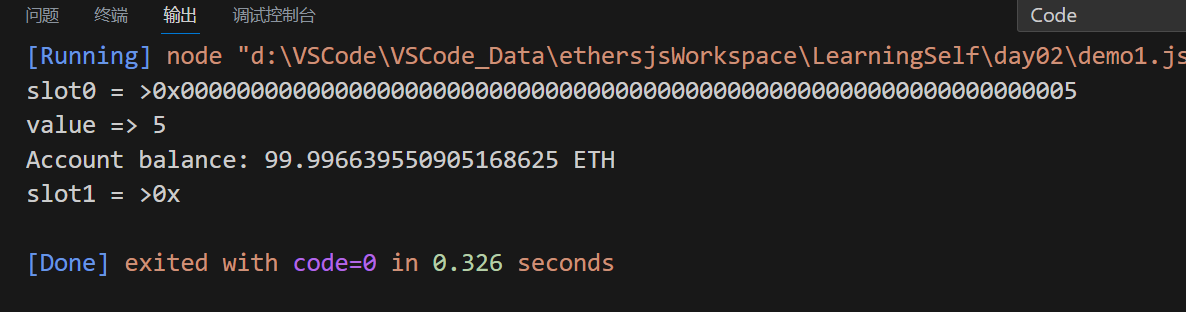 问题 终端 输出 调试控制台 Code
[Running] node "d:\VSCode\VSCode_Data\ethersjsWorkspace\LearningSelf\day02\demo1.js
slot0 = >0x0000000000000000000000000000000000000000000000000000000000000005
value => 5
Account balance: 99.996639550905168625 ETH
slot1 = >0x
[Done] exited with code=0 in 0.326 seconds